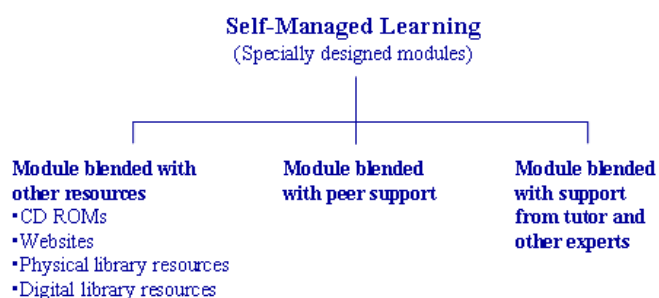 Self-Managed Learning
(Specially designed modules)
Module blended with
other resources
▪CD ROMs
▪Websites
▪Physical library resources
▪Digital library resources
Module blended
with peer support
Module blended
with support
from tutor and
other experts